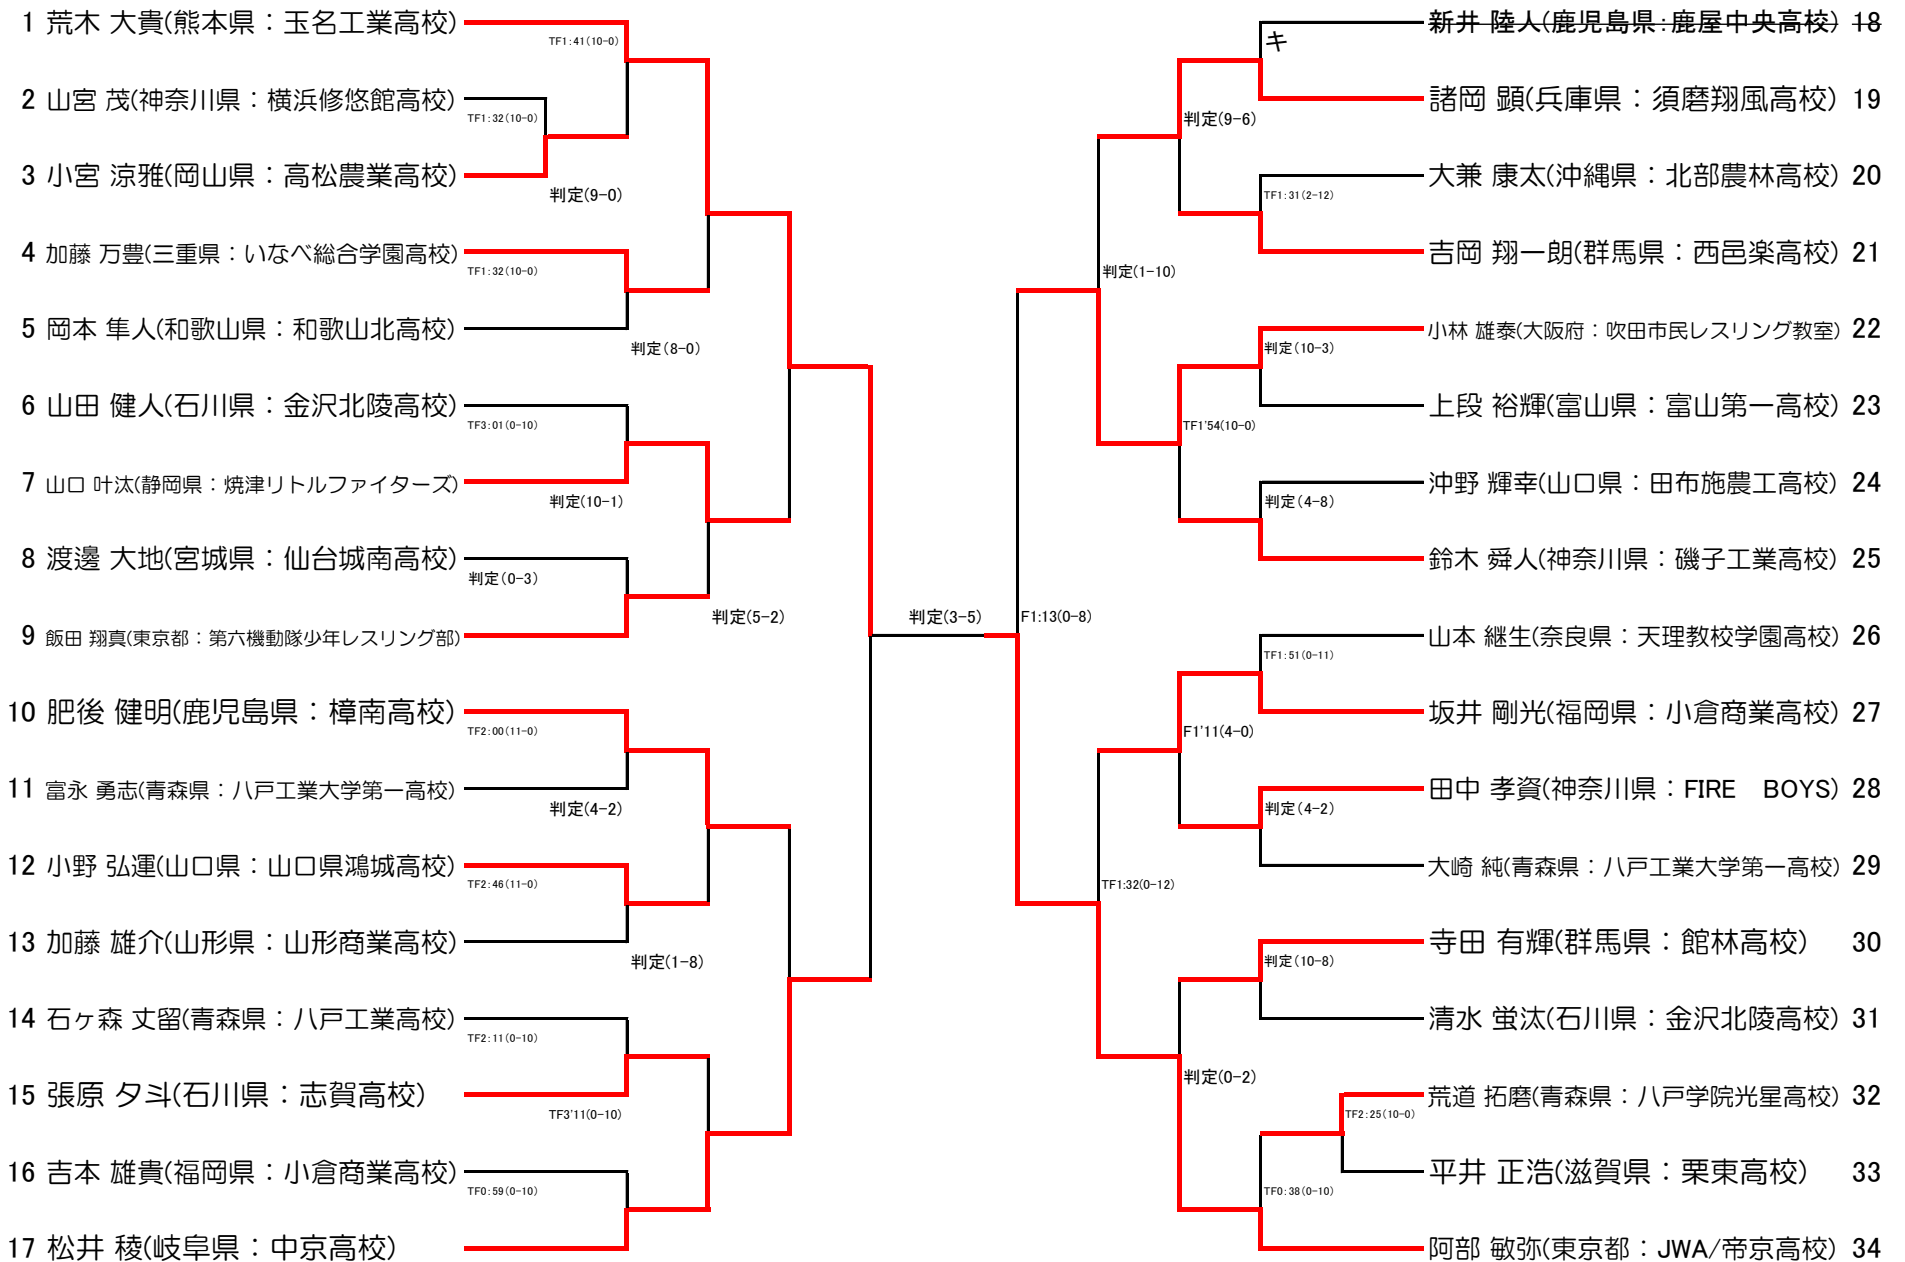 1 荒木 大貴(熊本県：玉名工業高校)
TF1:41(10-0)
2 山宮 茂(神奈川県：横浜修悠館高校)
TF1:32(10-0)
3 小宮 涼雅(岡山県：高松農業高校)
判定(9-0)
4 加藤 万豊(三重県：いなべ総合学園高校)
TF1:32(10-0)
5 岡本 隼人(和歌山県：和歌山北高校)
判定(8-0)
6 山田 健人(石川県：金沢北陵高校)
TF3:01(0-10)
7 山口 叶汰(静岡県：焼津リトルファイターズ)
判定(10-1)
8 渡邊 大地(宮城県：仙台城南高校)
判定(0-3)
判定(5-2)
9 飯田 翔真(東京都：第六機動隊少年レスリング部)
10 肥後 健明(鹿児島県：樟南高校)
TF2:00(11-0)
11 富永 勇志(青森県：八戸工業大学第一高校)
判定(4-2)
12 小野 弘運(山口県：山口県鴻城高校)
TF2:46(11-0)
13 加藤 雄介(山形県：山形商業高校)
判定(1-8)
14 石ヶ森 丈留(青森県：八戸工業高校)
TF2:11(0-10)
15 張原 夕斗(石川県：志賀高校)
TF3'11(0-10)
16 吉本 雄貴(福岡県：小倉商業高校)
TF0:59(0-10)
17 松井 稜(岐阜県：中京高校)
判定(3-5)
新井 陸人(鹿児島県：鹿屋中央高校) 18
キ
諸岡 顕(兵庫県：須磨翔風高校) 19
判定(9-6)
大兼 康太(沖縄県：北部農林高校) 20
TF1:31(2-12)
吉岡 翔一朗(群馬県：西邑楽高校) 21
判定(1-10)
小林 雄泰(大阪府：吹田市民レスリング教室) 22
判定(10-3)
上段 裕輝(富山県：富山第一高校) 23
TF1'54(10-0)
沖野 輝幸(山口県：田布施農工高校) 24
判定(4-8)
鈴木 舜人(神奈川県：磯子工業高校) 25
F1:13(0-8)
山本 継生(奈良県：天理教校学園高校) 26
TF1:51(0-11)
坂井 剛光(福岡県：小倉商業高校) 27
F1'11(4-0)
田中 孝資(神奈川県：FIRE　BOYS) 28
判定(4-2)
大崎 純(青森県：八戸工業大学第一高校) 29
TF1:32(0-12)
寺田 有輝(群馬県：館林高校) 30
判定(10-8)
清水 蛍汰(石川県：金沢北陵高校) 31
判定(0-2)
荒道 拓磨(青森県：八戸学院光星高校) 32
TF2:25(10-0)
平井 正浩(滋賀県：栗東高校) 33
TF0:38(0-10)
阿部 敏弥(東京都：JWA/帝京高校) 34